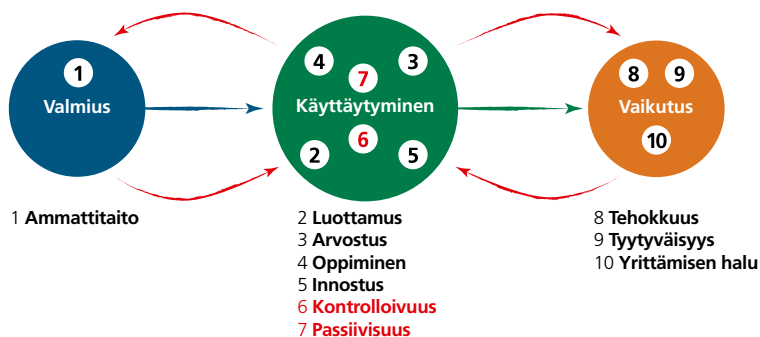 1
Valmius
4
3
7
Käyttäytyminen
6
2
5
8
9
Vaikutus
10
1 Ammattitaito
2 Luottamus
3 Arvostus
4 Oppiminen
5 Innostus
6 Kontrolloivuus
7 Passiivisuus
8 Tehokkuus
9 Tyytyväisyys
10 Yrittämisen halu